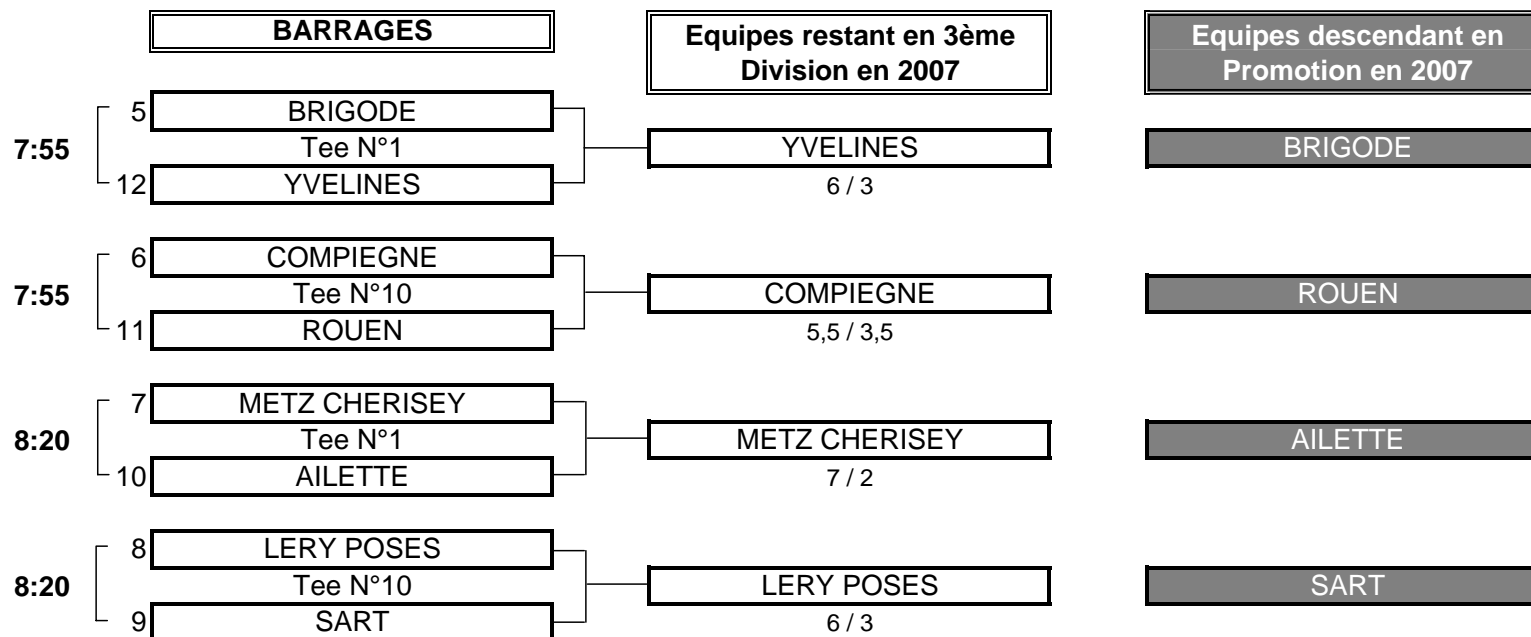 BARRAGES
Equipes restant en 3ème
Division en 2007
Equipes descendant en
Promotion en 2007
5 BRIGODE
7:55 Tee N°1 YVELINES BRIGODE
12 YVELINES 6 / 3
6 COMPIEGNE
7:55 Tee N°10 COMPIEGNE ROUEN
11 ROUEN 5,5 / 3,5
7 METZ CHERISEY
8:20 Tee N°1 METZ CHERISEY AILETTE
10 AILETTE 7 / 2
8 LERY POSES
8:20 Tee N°10 LERY POSES SART
9 SART 6 / 3